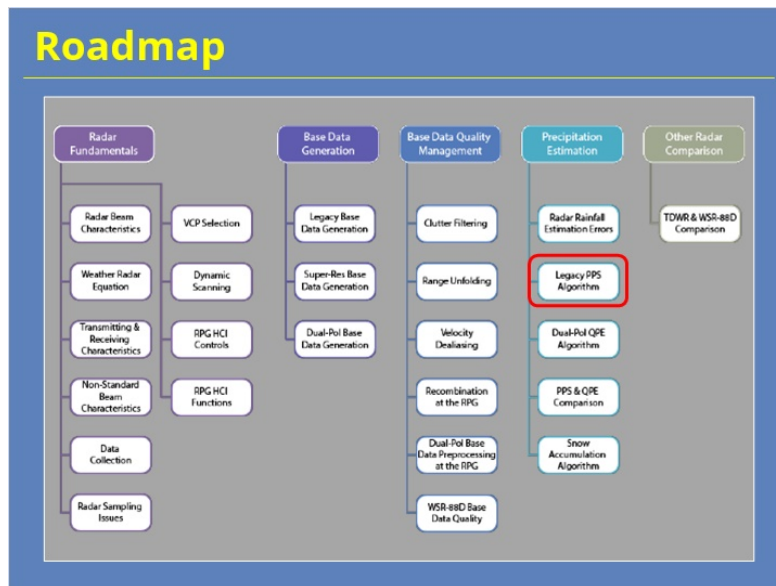 Roadmap
Radar
Fundamentals
Radar Beam
Characteristics
Weather Radar
Equation
Transmitting &
Receiving
Characteristics
Non-Standard
Beam
Characteristics
Data
Collection
Radar Sampling
Issues
VCP Selection
Dynamic
Scanning
RPG HCI
Controls
RPG HCI
Functions
Base Data
Generation
Legacy Base
Data Generation
Super-Res Base
Data Generation
Dual-Pol Base
Data Generation
Base Data Quality
Management
Clutter Filtering
Range Unfolding
Velocity
Dealiasing
Recombination
at the RPG
Dual-Pol Base
Data Preprocessing
at the RPG
WSR-88D Base
Data Quality
Precipitation
Estimation
Radar Rainfall
Estimation Errors
Legacy PPS
Algorithm
Dual-Pol QPE
Algorithm
PPS & QPE
Comparison
Snow
Accumulation
Algorithm
Other Radar
Comparison
TDWR & WSR-88D
Comparison